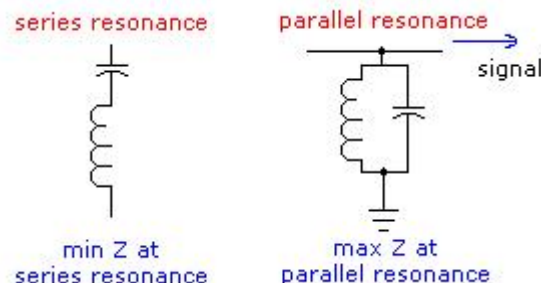 series resonance
parallel resonance
signal
min Z at
series resonance
max Z at
parallel resonance